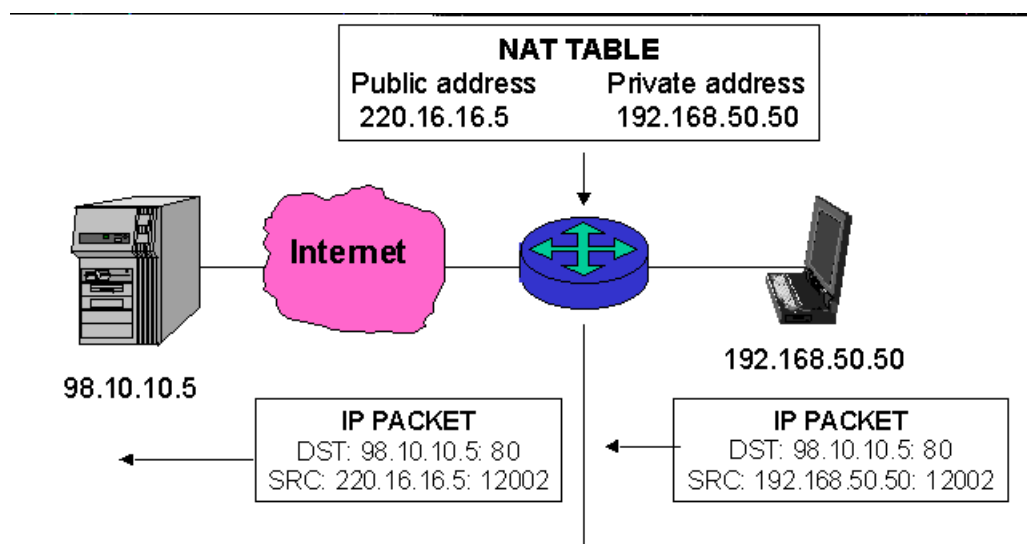 NAT TABLE
Public address Private address
220.16.16.5 192.168.50.50
Internet
98.10.10.5
192.168.50.50
IP PACKET
DST: 98.10.10.5: 80
SRC: 220.16.16.5: 12002
IP PACKET
DST: 98.10.10.5: 80
SRC: 192.168.50.50: 12002